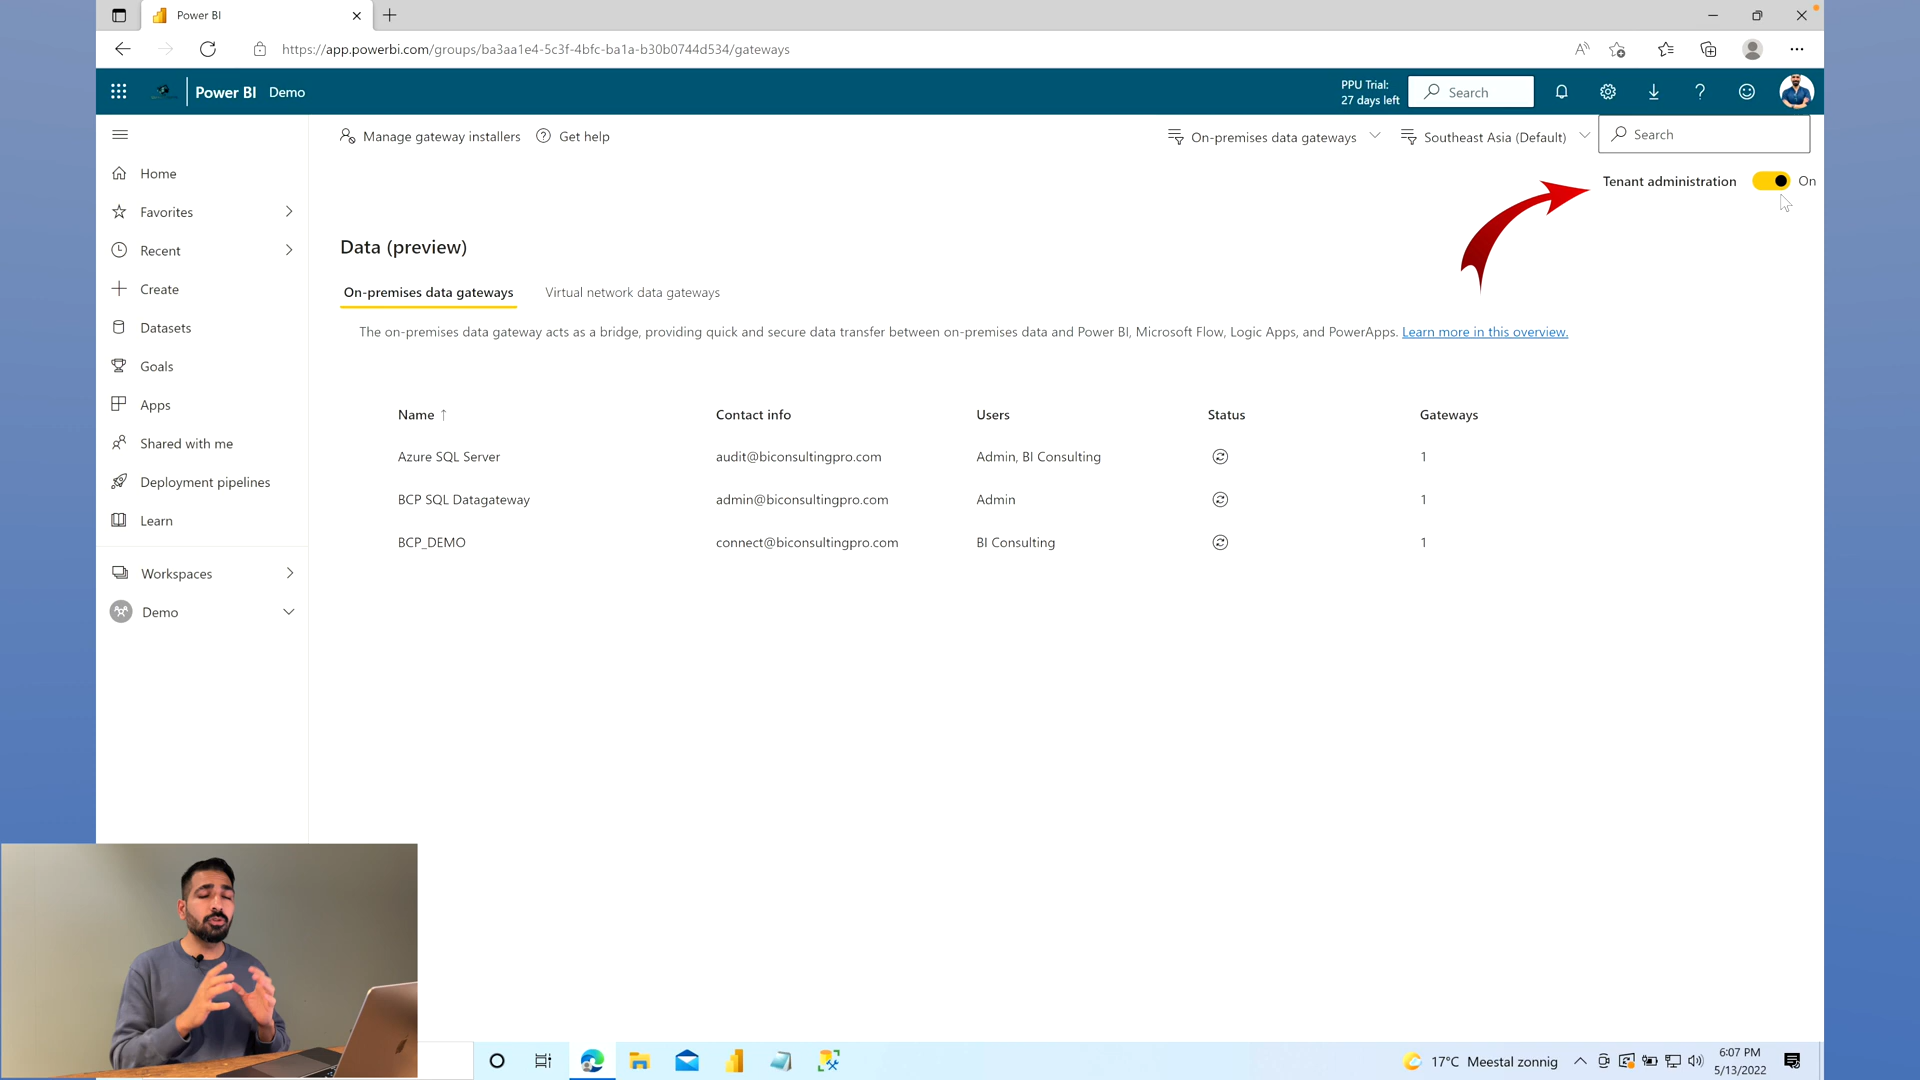 Power BI
https://app.powerbi.com/groups/ba3aa1e4-5c3f-4bfc-ba1a-b30b0744d534/gateways
Power BI Demo
PPU Trial:
27 days left
Search
Manage gateway installers
Get help
On-premises data gateways
Southeast Asia (Default)
Search
Tenant administration
On
Home
Favorites
Recent
Create
Datasets
Goals
Apps
Shared with me
Deployment pipelines
Learn
Workspaces
Demo
Data (preview)
On-premises data gateways
Virtual network data gateways
The on-premises data gateway acts as a bridge, providing quick and secure data transfer between on-premises data and Power BI, Microsoft Flow, Logic Apps, and PowerApps. Learn more in this overview.
Name ↑ Contact info Users Status Gateways
Azure SQL Server audit@biconsultingpro.com Admin, BI Consulting 1
BCP SQL Datagateway admin@biconsultingpro.com Admin 1
BCP_DEMO connect@biconsultingpro.com BI Consulting 1
17°C Meestal zonnig
6:07 PM
5/13/2022